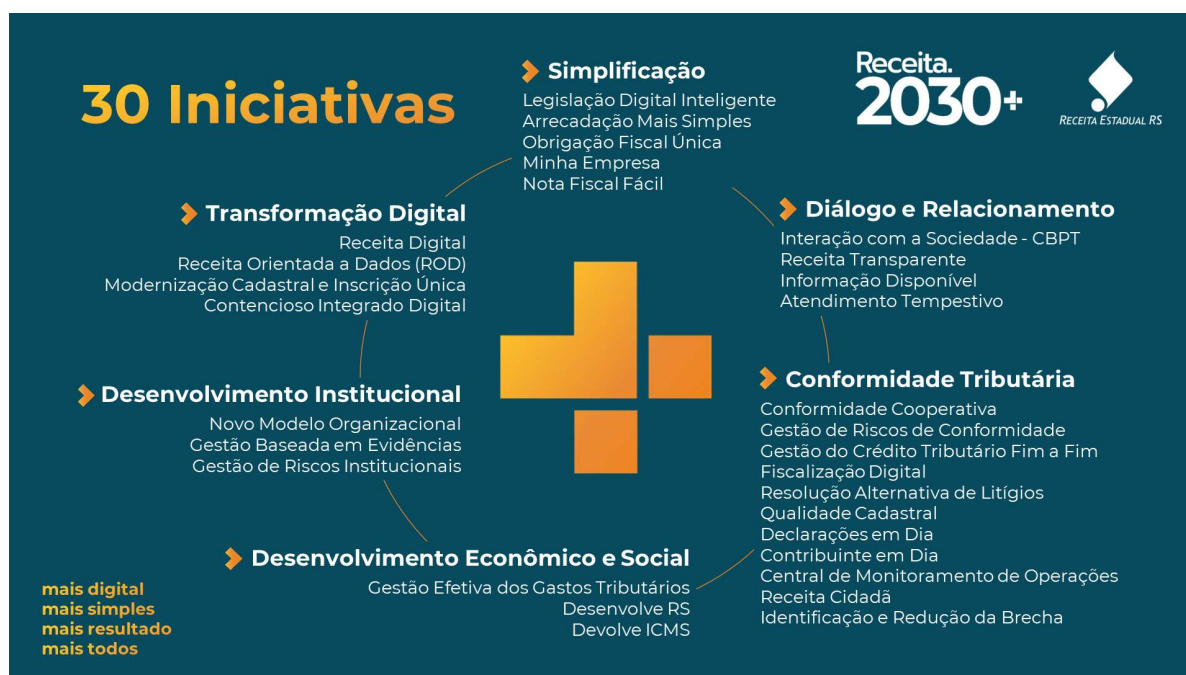 30 Iniciativas
Simplificação
Legislação Digital Inteligente
Arrecadação Mais Simples
Obrigação Fiscal Única
Minha Empresa
Nota Fiscal Fácil
Receita.
2030+
RECEITA ESTADUAL RS
Transformação Digital
Receita Digital
Receita Orientada a Dados (ROD)
Modernização Cadastral e Inscrição Única
Contencioso Integrado Digital
Diálogo e Relacionamento
Interação com a Sociedade - CBPT
Receita Transparente
Informação Disponível
Atendimento Tempestivo
Desenvolvimento Institucional
Novo Modelo Organizacional
Gestão Baseada em Evidências
Gestão de Riscos Institucionais
Conformidade Tributária
Conformidade Cooperativa
Gestão de Riscos de Conformidade
Gestão do Crédito Tributário Fim a Fim
Fiscalização Digital
Resolução Alternativa de Litígios
Qualidade Cadastral
Declarações em Dia
Contribuinte em Dia
Central de Monitoramento de Operações
Receita Cidadã
Identificação e Redução da Brecha
Desenvolvimento Econômico e Social
Gestão Efetiva dos Gastos Tributários
Desenvolve RS
Devolve ICMS
mais digital
mais simples
mais resultado
mais todos